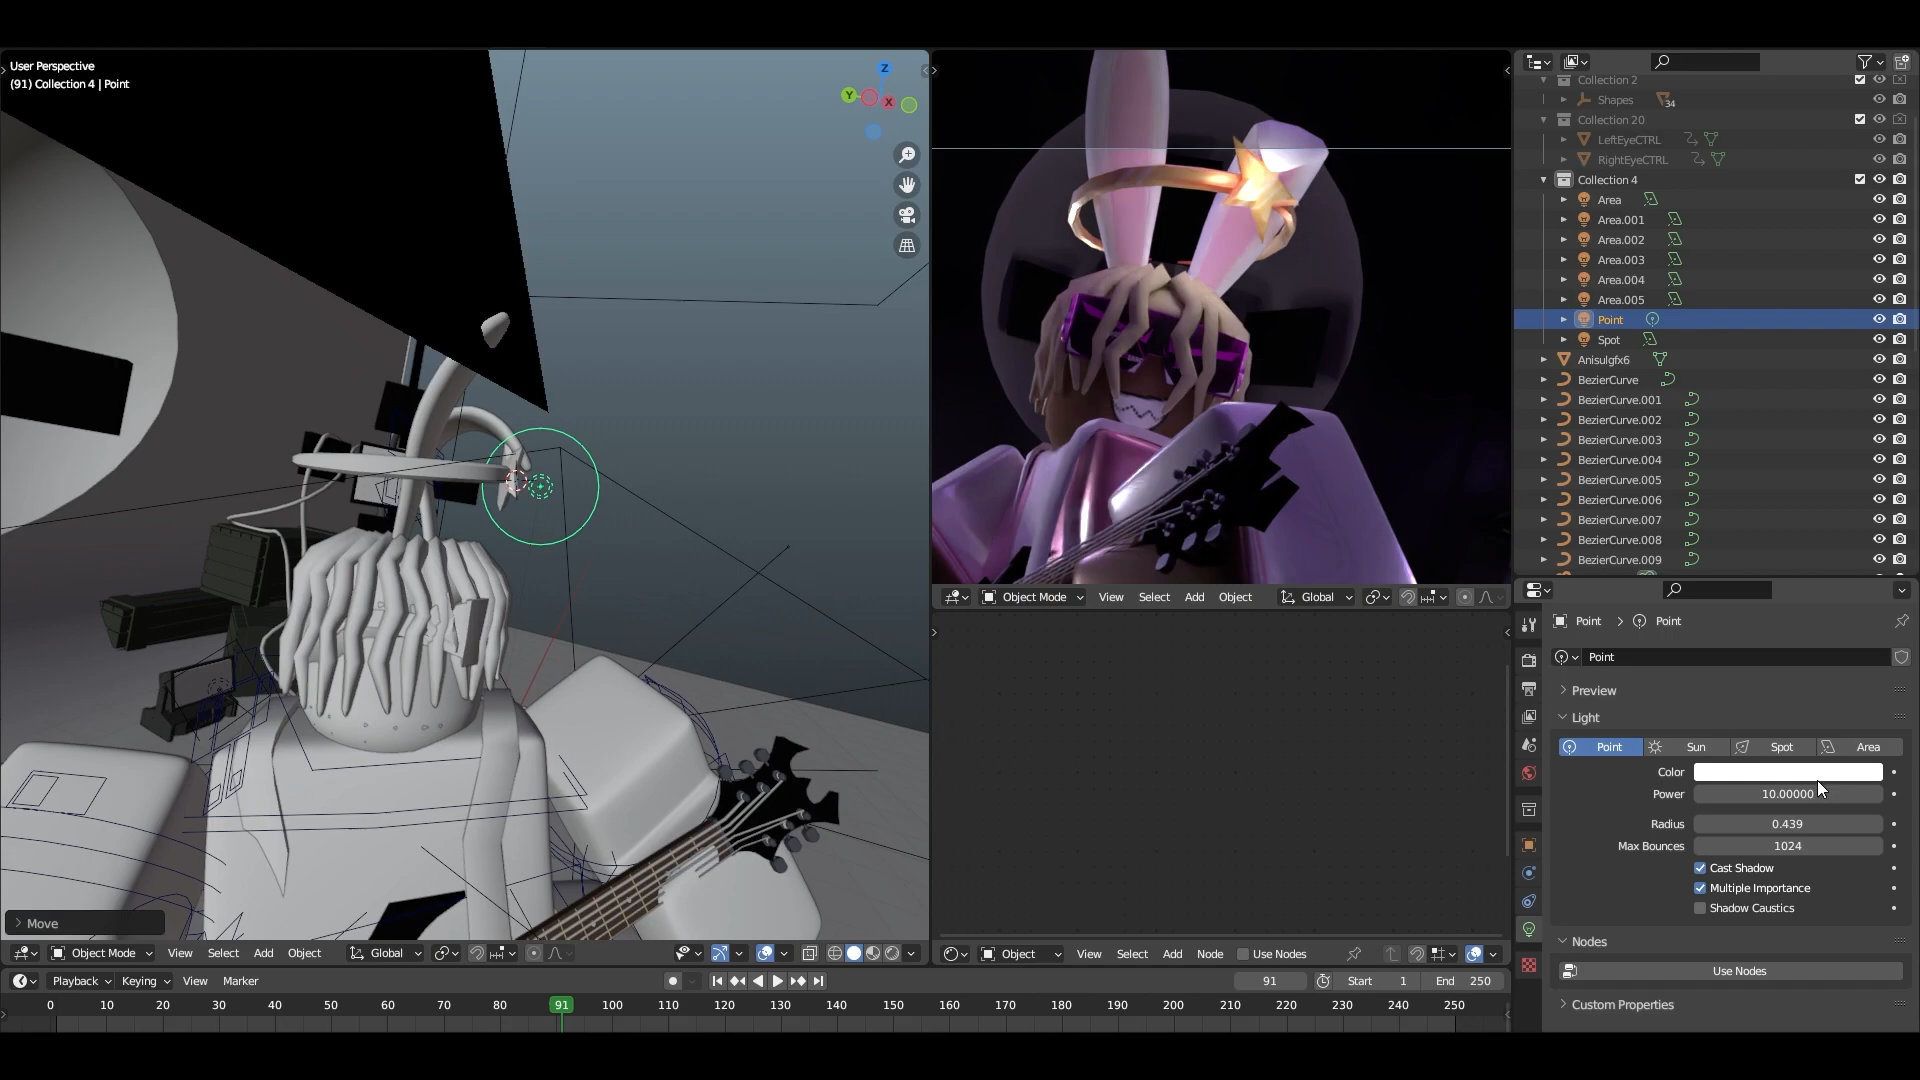 User Perspective
(91) Collection 4 | Point
Z
Y
X
Move
Object Mode
View
Select
Add
Object
Global
Playback
Keying
View
Marker
91
Start 1
End 250
0 10 20 30 40 50 60 70 80 91 100 110 120 130 140 150 160 170 180 190 200 210 220 230 240 250
Object Mode
View
Select
Add
Object
Global
Object
View
Select
Add
Node
Use Nodes
Collection 2
Shapes
34
Collection 20
LeftEyeCTRL
RightEyeCTRL
Collection 4
Area
Area.001
Area.002
Area.003
Area.004
Area.005
Point
Spot
Anisulgfx6
BezierCurve
BezierCurve.001
BezierCurve.002
BezierCurve.003
BezierCurve.004
BezierCurve.005
BezierCurve.006
BezierCurve.007
BezierCurve.008
BezierCurve.009
Point > Point
Point
Preview
Light
Point
Sun
Spot
Area
Color
Power 10.00000
Radius 0.439
Max Bounces 1024
Cast Shadow
Multiple Importance
Shadow Caustics
Nodes
Use Nodes
Custom Properties